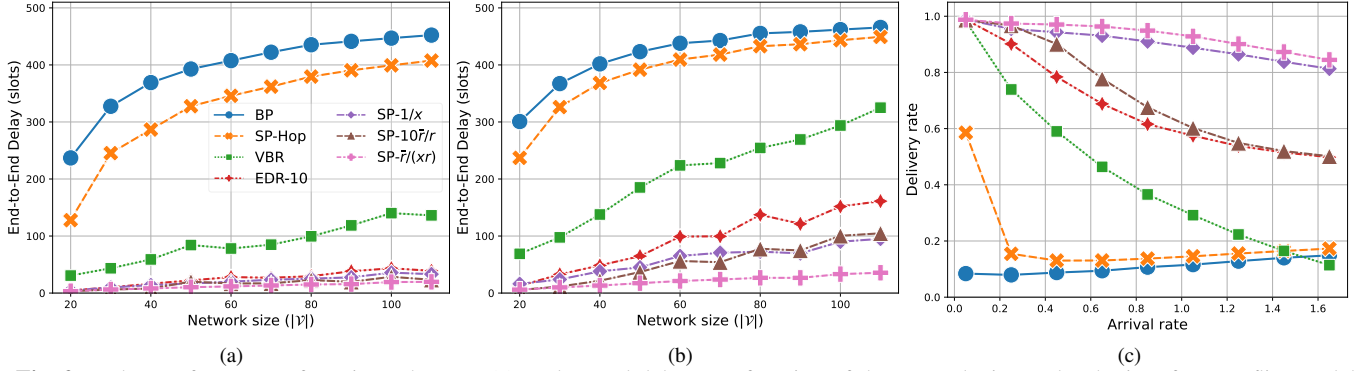 End-to-End Delay (slots)
500
400
300
200
100
0
20
40
60
80
100
Network size (|𝒱|)
BP
SP-Hop
VBR
EDR-10
SP-1/x
SP-10r̄/r
SP-r̄/(xr)
(a)
End-to-End Delay (slots)
500
400
300
200
100
0
20
40
60
80
100
Network size (|𝒱|)
(b)
Delivery rate
1.0
0.8
0.6
0.4
0.2
0.0
0.0
0.2
0.4
0.6
0.8
1.0
1.2
1.4
1.6
Arrival rate
(c)